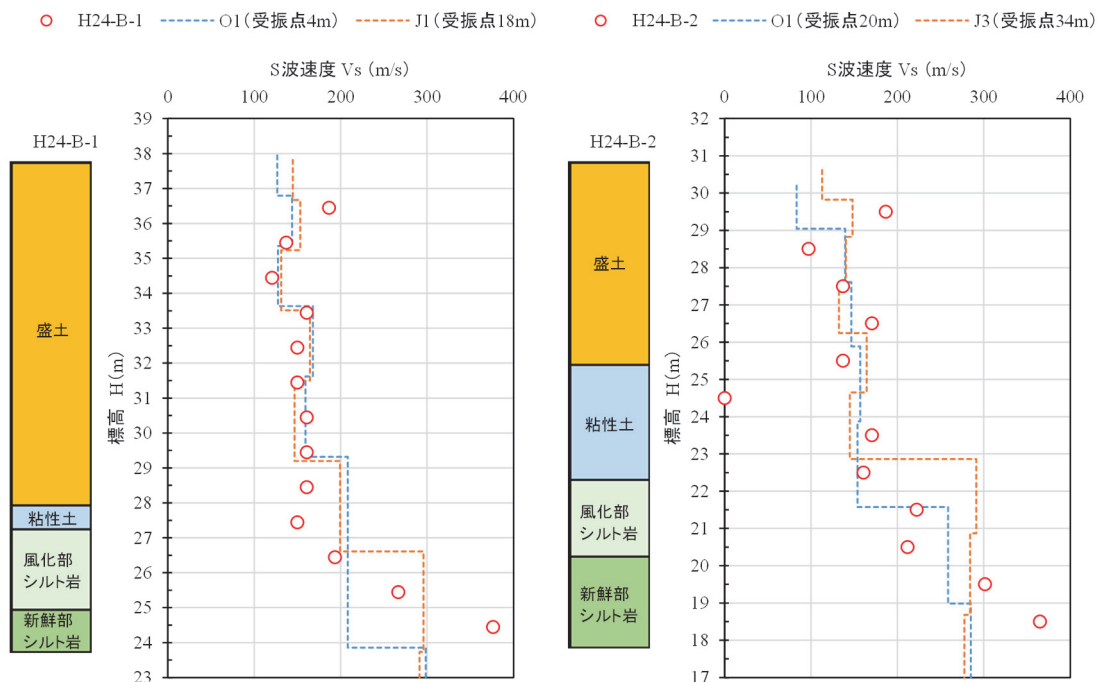 H24-B-1 O1(受振点4m) J1(受振点18m)
S波速度 Vs (m/s)
0 100 200 300 400
H24-B-1
標高 H(m)
39
38
37
36
35
34
33
32
31
30
29
28
27
26
25
24
23
盛土
粘性土
風化部
シルト岩
新鮮部
シルト岩
H24-B-2 O1(受振点20m) J3(受振点34m)
S波速度 Vs (m/s)
0 100 200 300 400
H24-B-2
標高 H(m)
32
31
30
29
28
27
26
25
24
23
22
21
20
19
18
17
盛土
粘性土
風化部
シルト岩
新鮮部
シルト岩